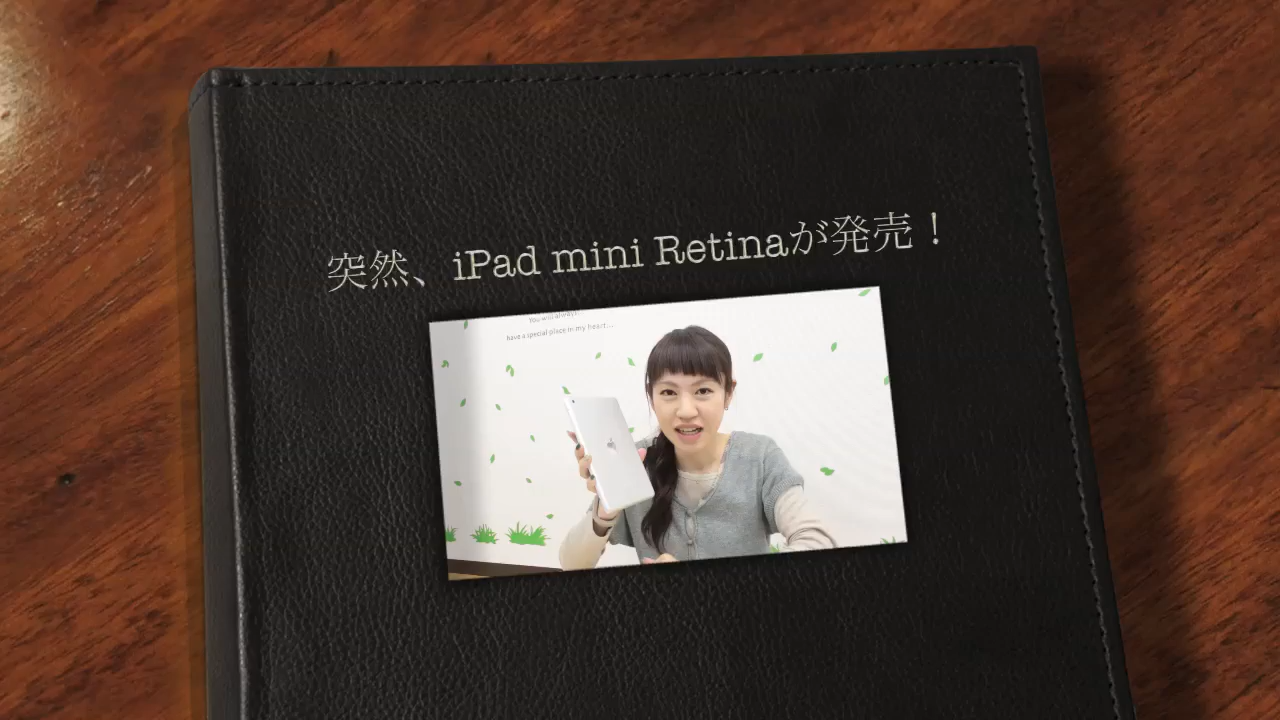 突然、iPad mini Retinaが発売！
You will always...
have a special place in my heart...